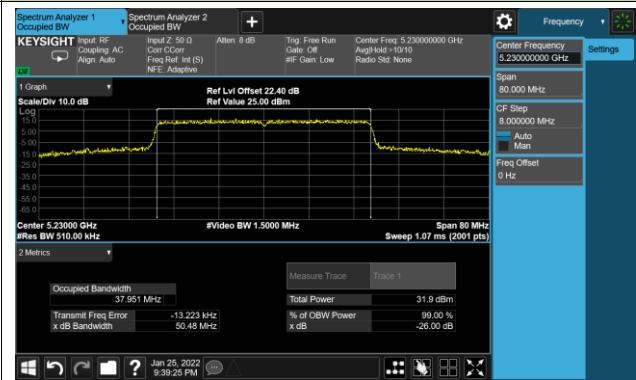 Spectrum Analyzer 1
Occupied BW
Spectrum Analyzer 2
Occupied BW
+
Frequency
KEYSIGHT
Input: RF
Coupling: AC
Align: Auto
Input Z: 50 Ω
Corr CCorr
Freq Ref: Int (S)
NFE: Adaptive
Atten: 8 dB
Trig: Free Run
Gate: Off
#IF Gain: Low
Center Freq: 5.230000000 GHz
Avg|Hold:>10/10
Radio Std: None
LXI
Center Frequency
5.230000000 GHz
Settings
Span
80.000 MHz
CF Step
8.000000 MHz
Auto
Man
Freq Offset
0 Hz
1 Graph
Scale/Div 10.0 dB
Ref Lvl Offset 22.40 dB
Ref Value 25.00 dBm
Log
15.0
5.00
-5.00
-15.0
-25.0
-35.0
-45.0
-55.0
-65.0
Center 5.23000 GHz
#Res BW 510.00 kHz
#Video BW 1.5000 MHz
Span 80 MHz
Sweep 1.07 ms (2001 pts)
2 Metrics
Measure Trace
Trace 1
Occupied Bandwidth
37.951 MHz
Total Power
31.9 dBm
Transmit Freq Error
-13.223 kHz
% of OBW Power
99.00 %
x dB Bandwidth
50.48 MHz
x dB
-26.00 dB
?
Jan 25, 2022
9:39:25 PM